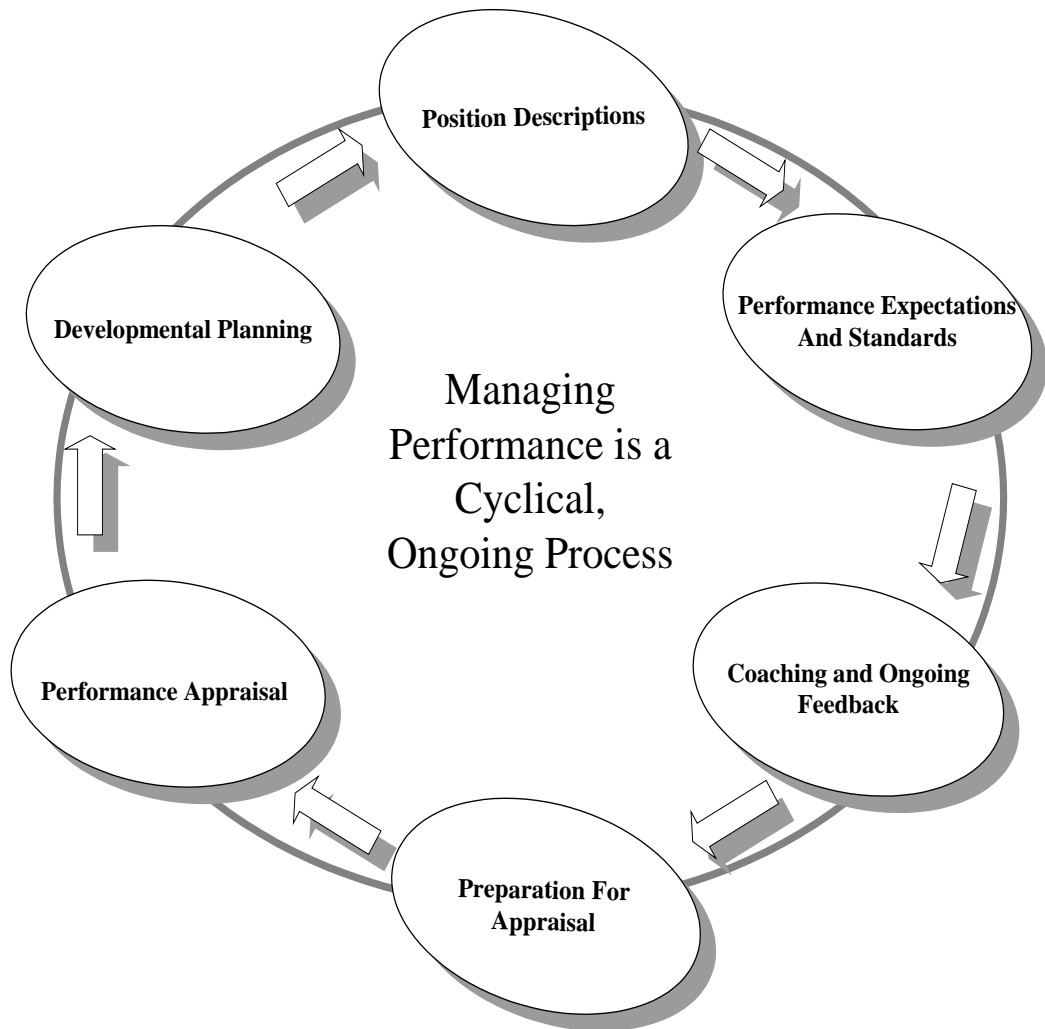 Position Descriptions
Performance Expectations
And Standards
Developmental Planning
Managing
Performance is a
Cyclical,
Ongoing Process
Coaching and Ongoing
Feedback
Performance Appraisal
Preparation For
Appraisal